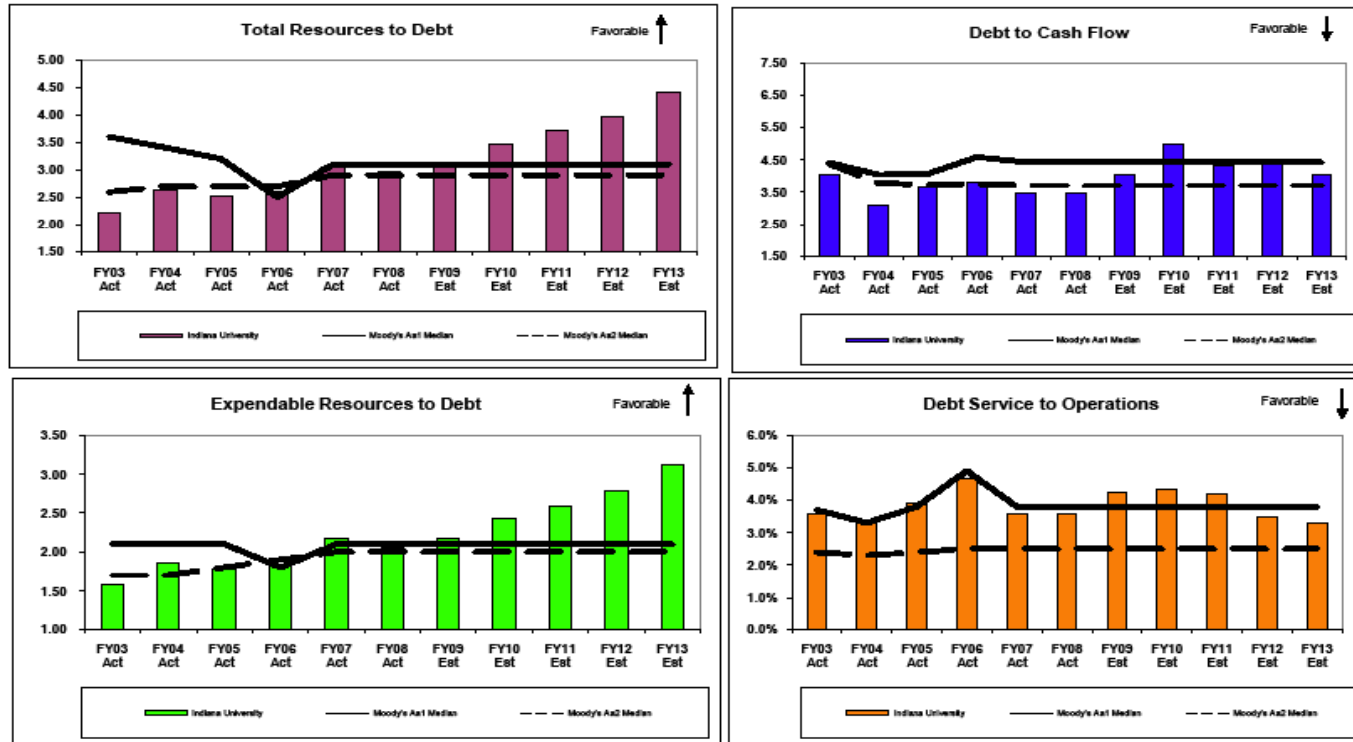 Total Resources to Debt
Favorable
5.00
4.50
4.00
3.50
3.00
2.50
2.00
1.50
FY03 FY04 FY05 FY06 FY07 FY08 FY09 FY10 FY11 FY12 FY13
Act Act Act Act Act Act Est Est Est Est Est
Indiana University Moody's Aa1 Median Moody's Aa2 Median
Debt to Cash Flow
Favorable
7.50
5.50
4.50
3.50
1.50
FY03 FY04 FY05 FY06 FY07 FY08 FY09 FY10 FY11 FY12 FY13
Act Act Act Act Act Act Est Est Est Est Est
Indiana University Moody's Aa1 Median Moody's Aa2 Median
Expendable Resources to Debt
Favorable
3.50
3.00
2.50
2.00
1.50
1.00
FY03 FY04 FY05 FY06 FY07 FY08 FY09 FY10 FY11 FY12 FY13
Act Act Act Act Act Act Est Est Est Est Est
Indiana University Moody's Aa1 Median Moody's Aa2 Median
Debt Service to Operations
Favorable
6.0%
5.0%
4.0%
3.0%
2.0%
1.0%
0.0%
FY03 FY04 FY05 FY06 FY07 FY08 FY09 FY10 FY11 FY12 FY13
Act Act Act Act Act Act Est Est Est Est Est
Indiana University Moody's Aa1 Median Moody's Aa2 Median